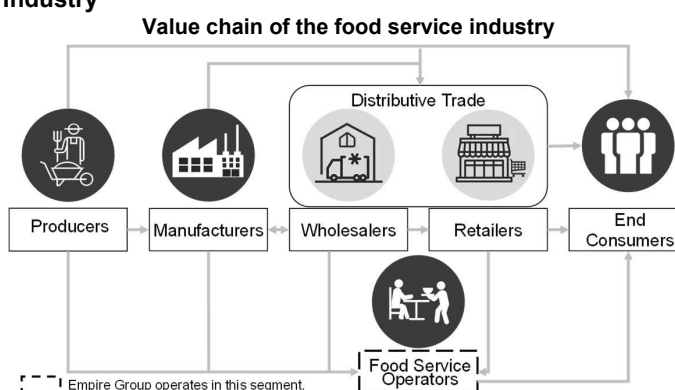 industry
Value chain of the food service industry
Distributive Trade
Producers
Manufacturers
Wholesalers
Retailers
End
Consumers
Food Service
Operators
Empire Group operates in this segment.